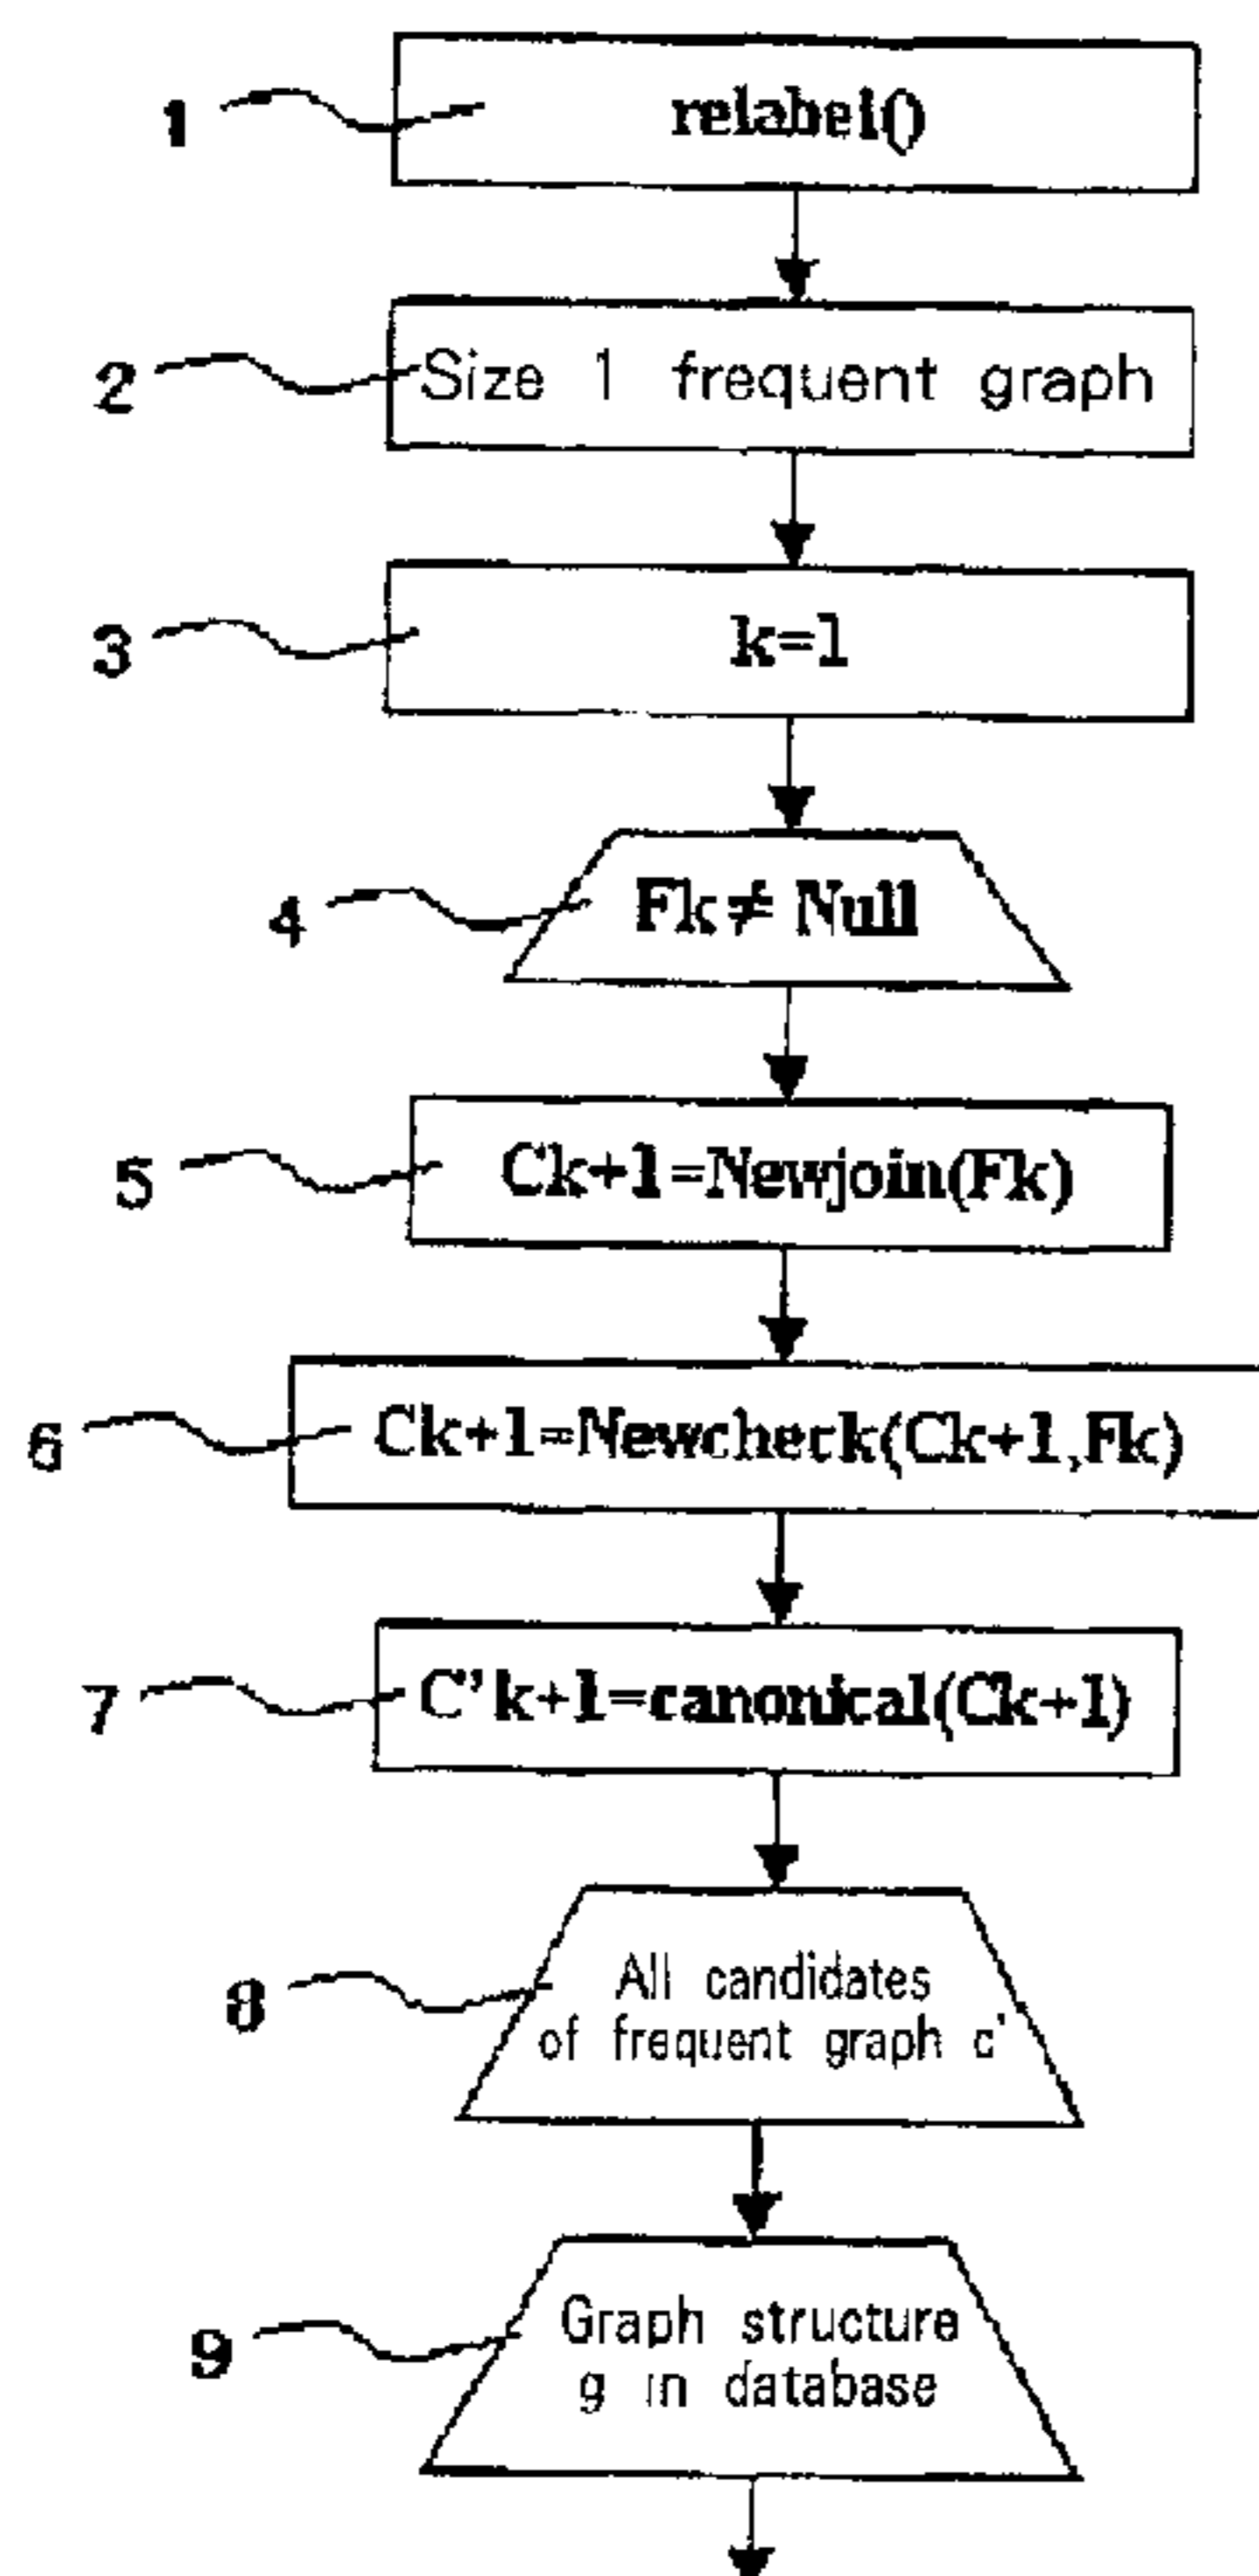 1 relabel()
2 Size 1 frequent graph
3 k=1
4 Fk≠ Null
5 Ck+1=Newjoin(Fk)
6 Ck+1=Newcheck(Ck+1,Fk)
7 C'k+1=canonical(Ck+1)
8 All candidates
of frequent graph c'
9 Graph structure
g in database